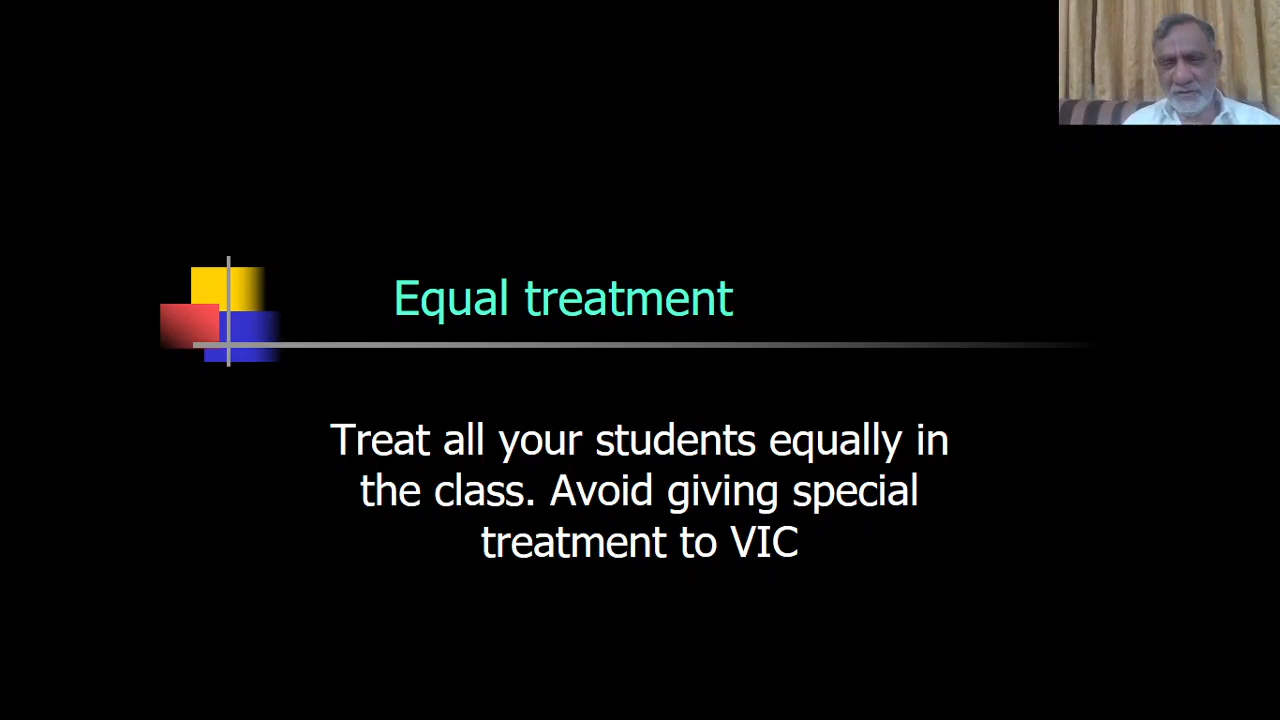 Equal treatment
Treat all your students equally in
the class. Avoid giving special
treatment to VIC